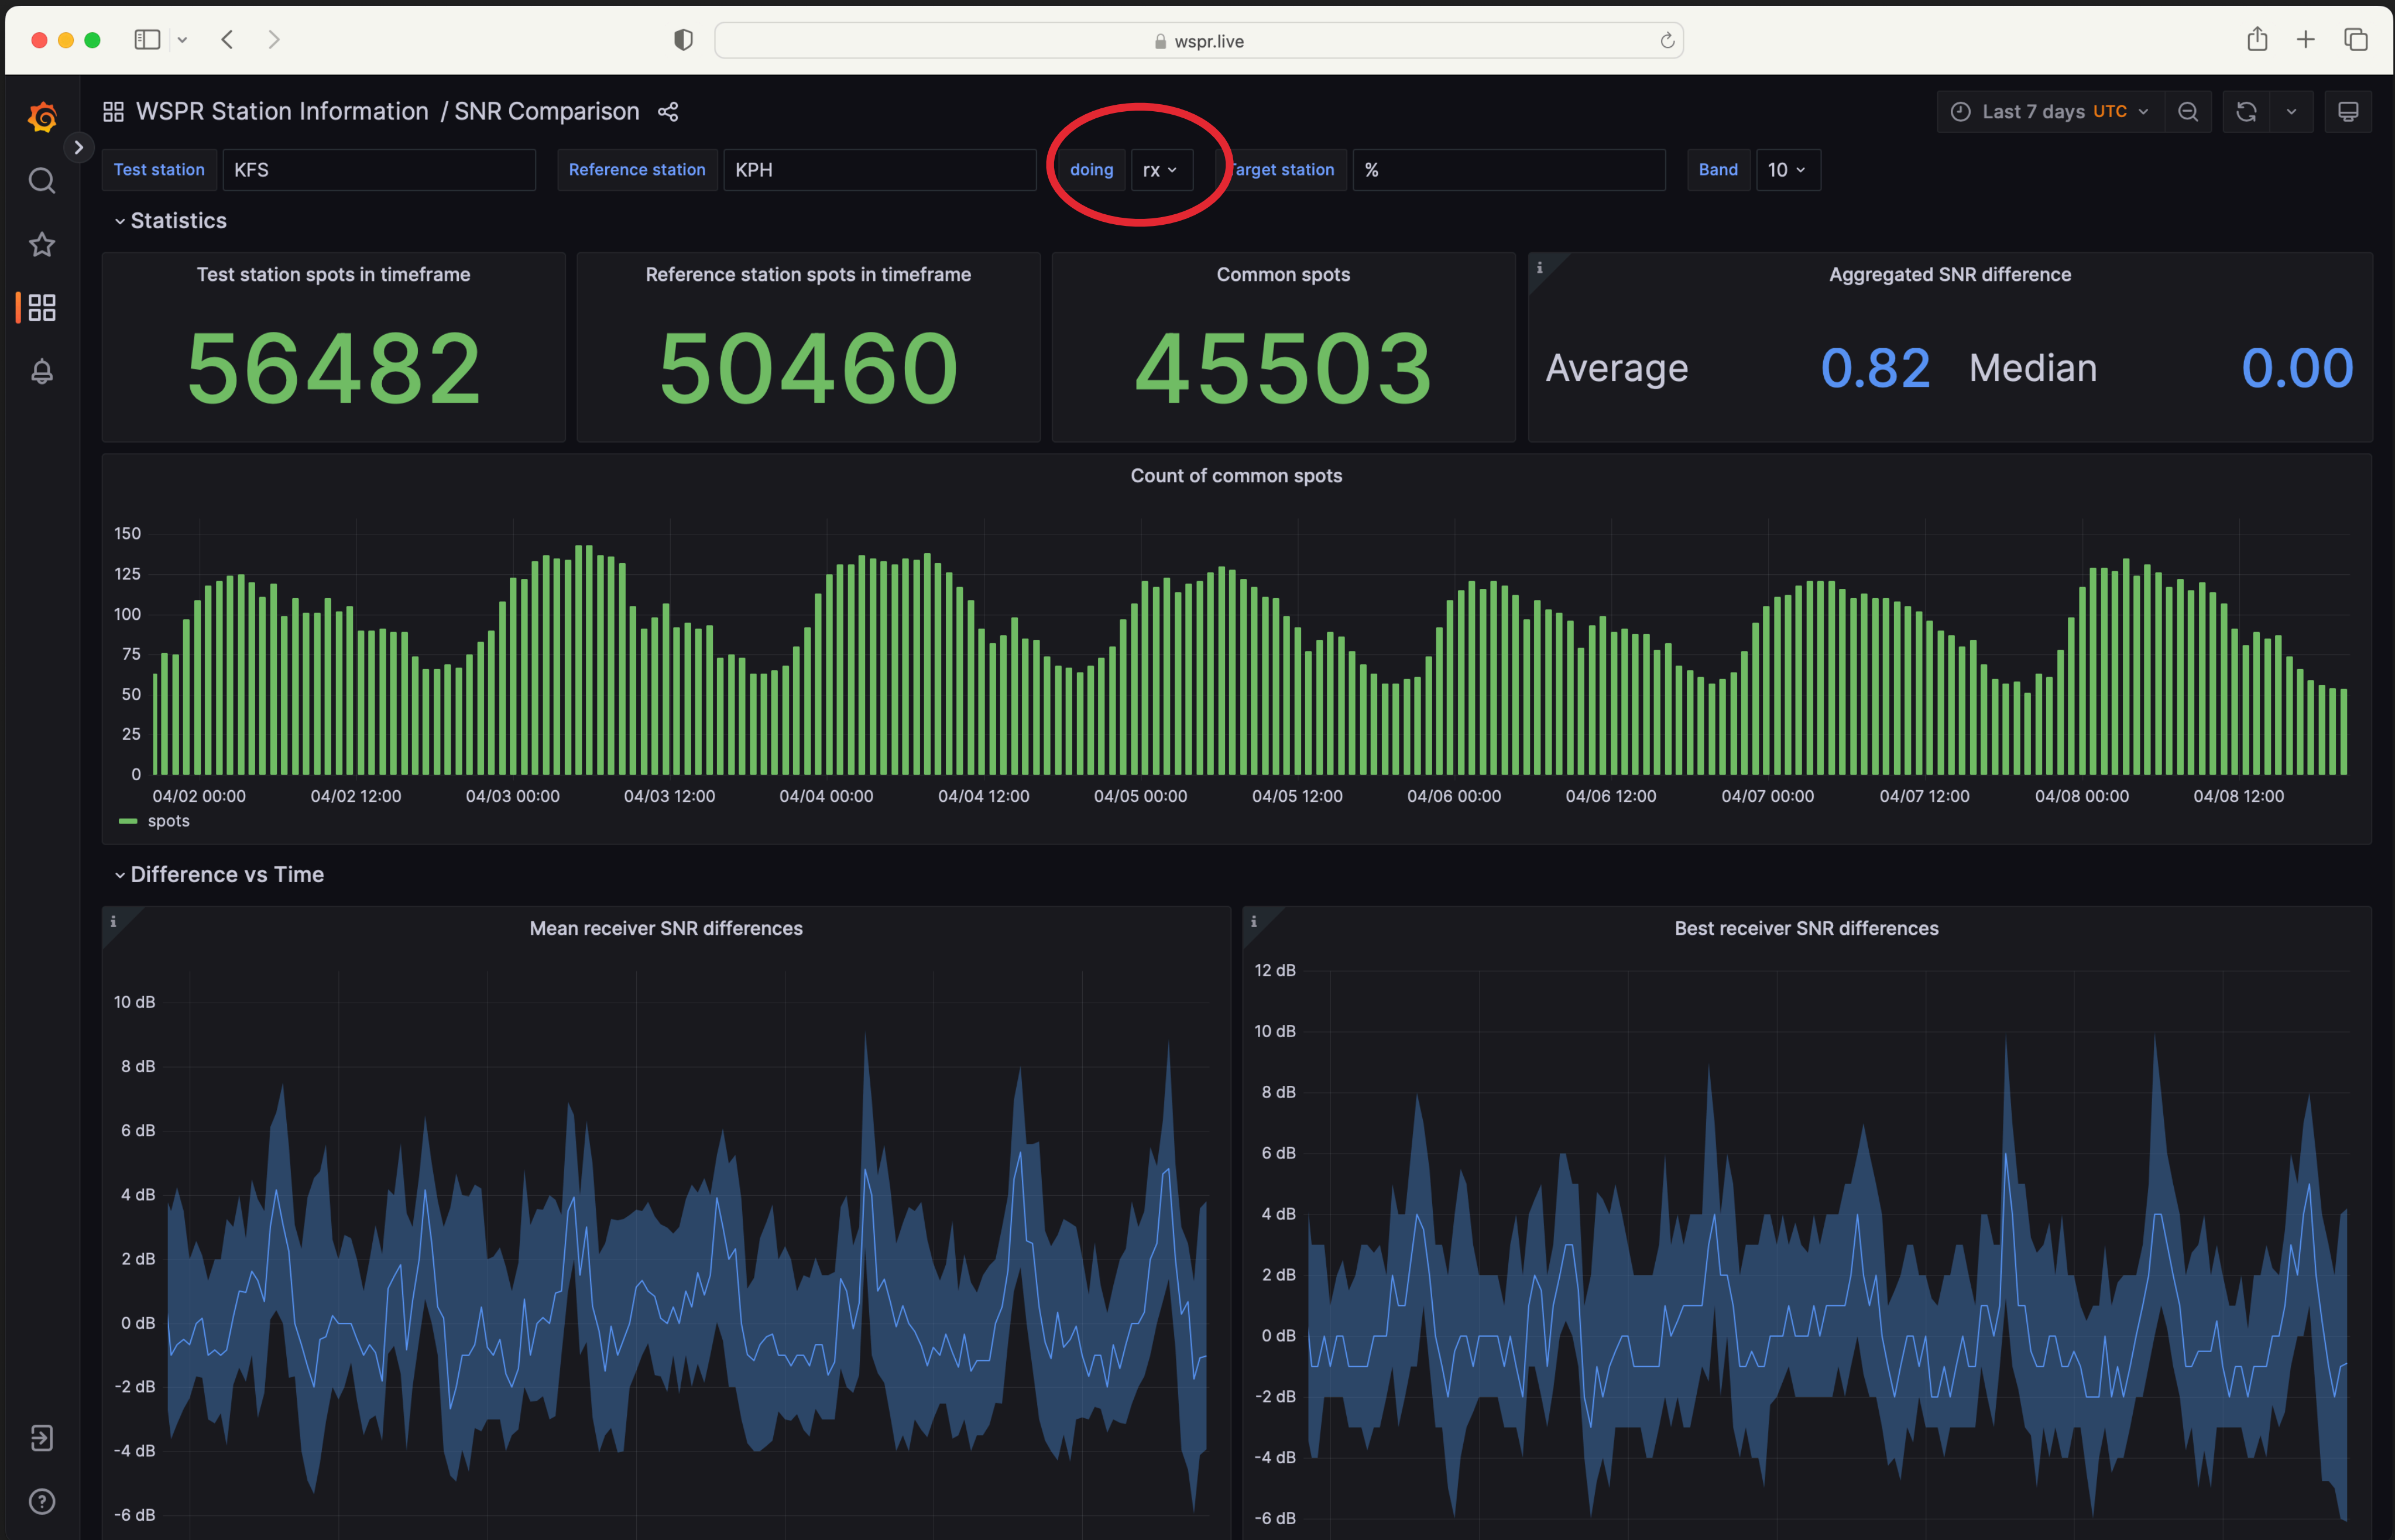 wspr.live
WSPR Station Information / SNR Comparison
Last 7 days UTC
Test station KFS Reference station KPH doing rx Target station % Band 10
Statistics
Test station spots in timeframe
56482
Reference station spots in timeframe
50460
Common spots
45503
Aggregated SNR difference
Average 0.82 Median 0.00
Count of common spots
150
125
100
75
50
25
0
04/02 00:00 04/02 12:00 04/03 00:00 04/03 12:00 04/04 00:00 04/04 12:00 04/05 00:00 04/05 12:00 04/06 00:00 04/06 12:00 04/07 00:00 04/07 12:00 04/08 00:00 04/08 12:00
spots
Difference vs Time
Mean receiver SNR differences
10 dB
8 dB
6 dB
4 dB
2 dB
0 dB
-2 dB
-4 dB
-6 dB
Best receiver SNR differences
12 dB
10 dB
8 dB
6 dB
4 dB
2 dB
0 dB
-2 dB
-4 dB
-6 dB